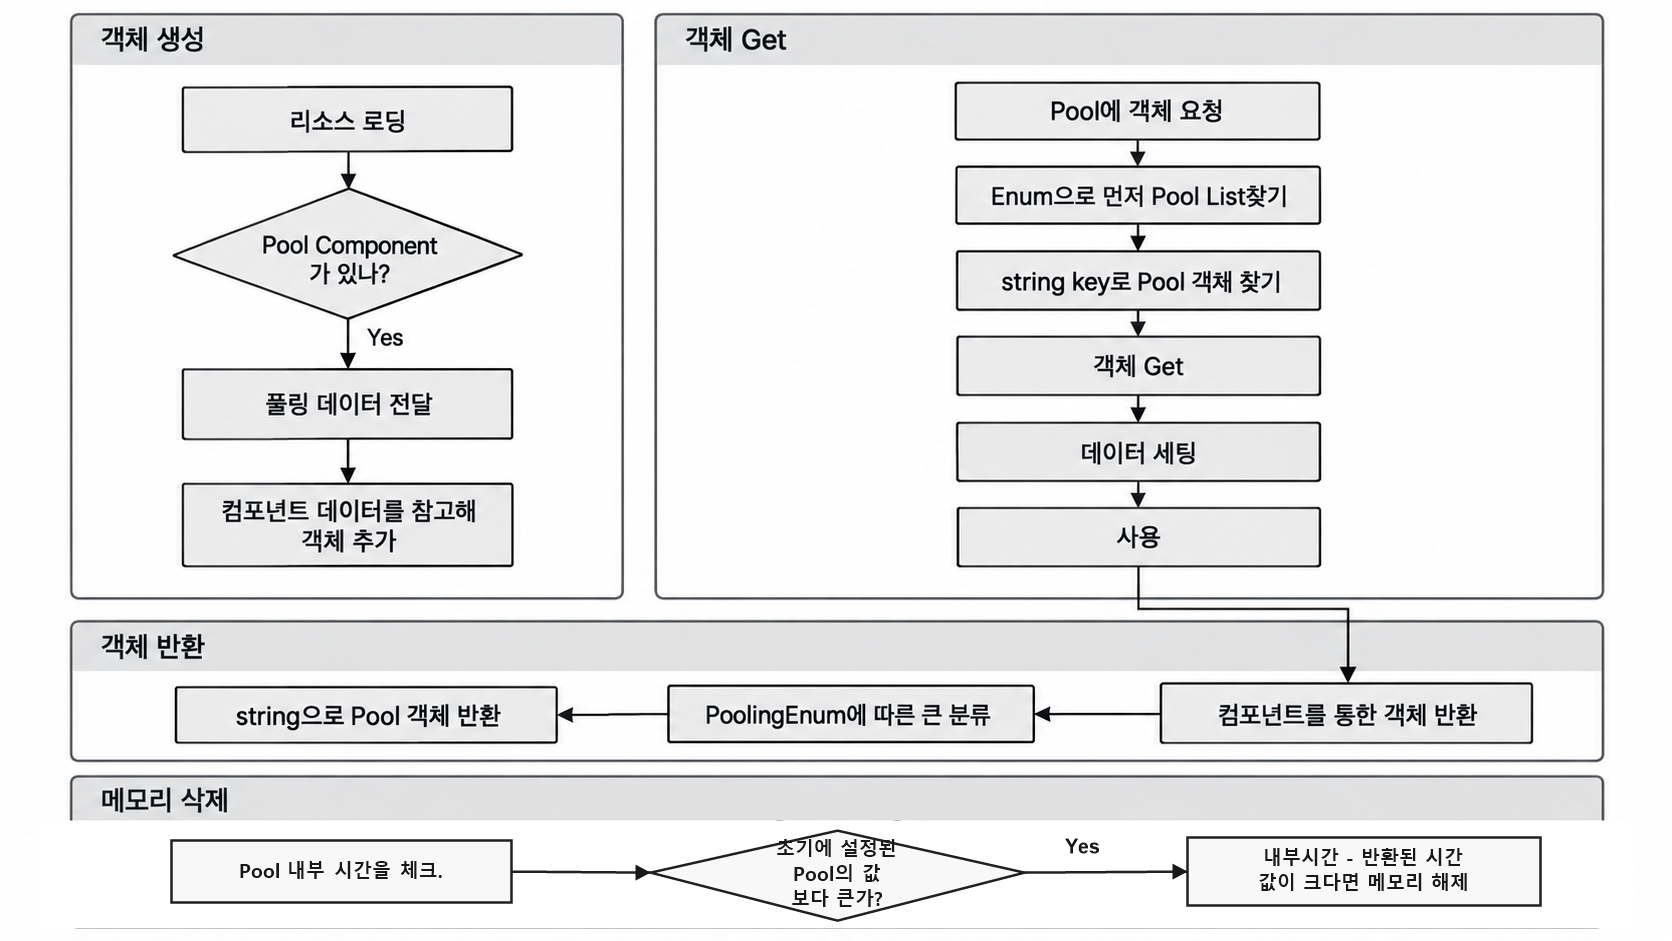 객체 생성
리소스 로딩
Pool Component
가 있나?
Yes
풀링 데이터 전달
컴포넌트 데이터를 참고해
객체 추가
객체 Get
Pool에 객체 요청
Enum으로 먼저 Pool List찾기
string key로 Pool 객채 찾기
객체 Get
데이터 세팅
사용
객체 반환
컴포넌트를 통한 객체 반환
PoolingEnum에 따른 큰 분류
string으로 Pool 객체 반환
메모리 삭제
Pool 내부 시간을 체크.
초기에 설정된
Pool의 값
보다 큰가?
Yes
내부시간 - 반환된 시간
값이 크다면 메모리 해제